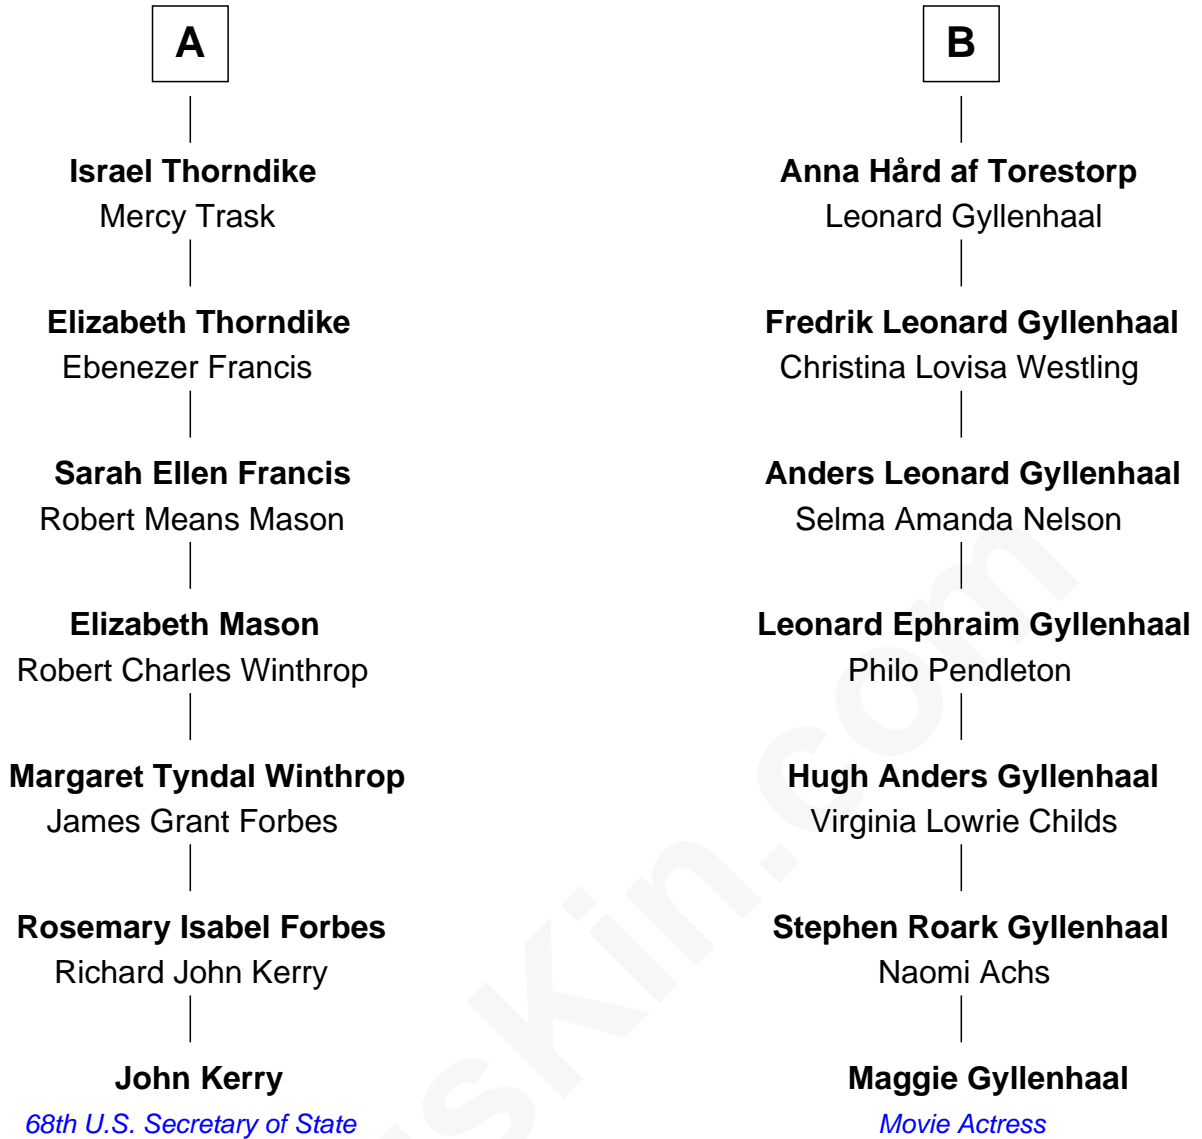 A
Israel Thorndike
Mercy Trask
Elizabeth Thorndike
Ebenezer Francis
Sarah Ellen Francis
Robert Means Mason
Elizabeth Mason
Robert Charles Winthrop
Margaret Tyndal Winthrop
James Grant Forbes
Rosemary Isabel Forbes
Richard John Kerry
John Kerry
68th U.S. Secretary of State
B
Anna Hård af Torestorp
Leonard Gyllenhaal
Fredrik Leonard Gyllenhaal
Christina Lovisa Westling
Anders Leonard Gyllenhaal
Selma Amanda Nelson
Leonard Ephraim Gyllenhaal
Philo Pendleton
Hugh Anders Gyllenhaal
Virginia Lowrie Childs
Stephen Roark Gyllenhaal
Naomi Achs
Maggie Gyllenhaal
Movie Actress
sKin.com